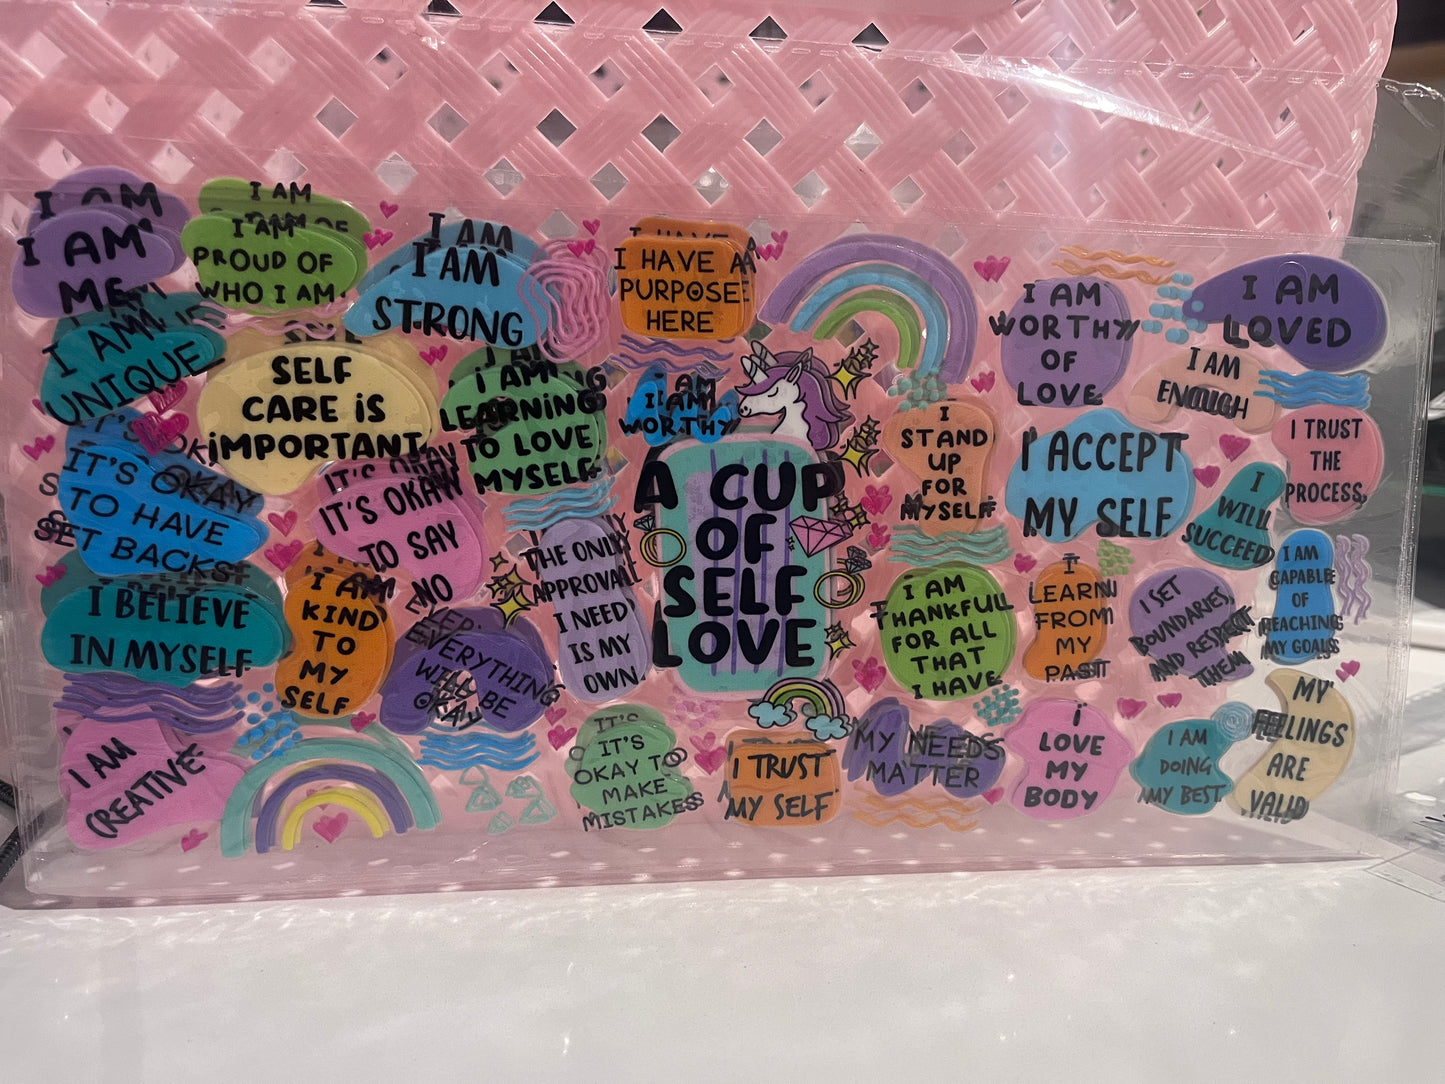 I AM
ME
I AM
PROUD OF
WHO I AM
I AM
STRONG
I HAVE A
PURPOSE
HERE
I AM
WORTHY
OF
LOVE
I AM
LOVED
I AM
UNIQUE
SELF
CARE iS
iMPORTANT
i AM
LEARNiNG
TO LOVE
MYSELF
I AM
WORTHY
I AM
ENOUGH
I
STAND
UP
FOR
MYSELF
I ACCEPT
MY SELF
I TRUST
THE
PROCESS
IT'S OKAY
TO HAVE
SET BACKS
IT'S OKAY
TO SAY
NO
A CUP
OF
SELF
LOVE
THE ONLY
APPROVAL
I NEED
IS MY
OWN
I
WILL
SUCCEED
I AM
CAPABLE
OF
REACHING
MY GOALS
I BELIEVE
IN MYSELF
I AM
KIND
TO
MY
SELF
EVERYTHING
WILL BE
OKAY
I AM
THANKFUL
FOR ALL
THAT
I HAVE
I
LEARN
FROM
MY
PAST
I SET
BOUNDARIES,
AND RESPECT
THEM
I AM
CREATIVE
IT'S
OKAY TO
MAKE
MISTAKES
I TRUST
MY SELF
MY NEEDS
MATTER
i
LOVE
MY
BODY
I AM
DOING
MY BEST
MY
FEELINGS
ARE
VALID